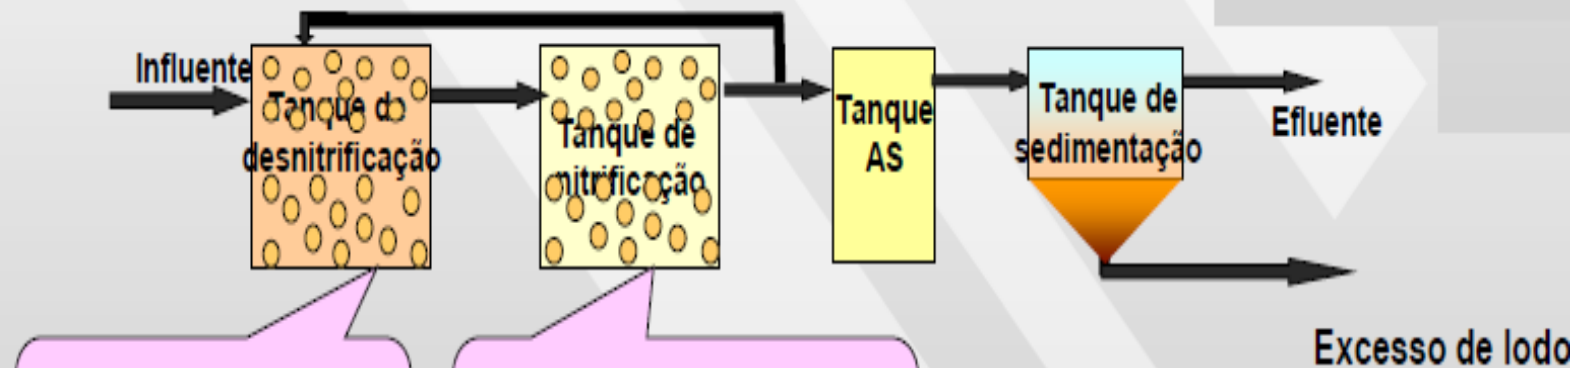 Influente
Tanque de
desnitrificação
Tanque de
nitrificação
Tanque
AS
Tanque de
sedimentação
Efluente
Excesso de lodo